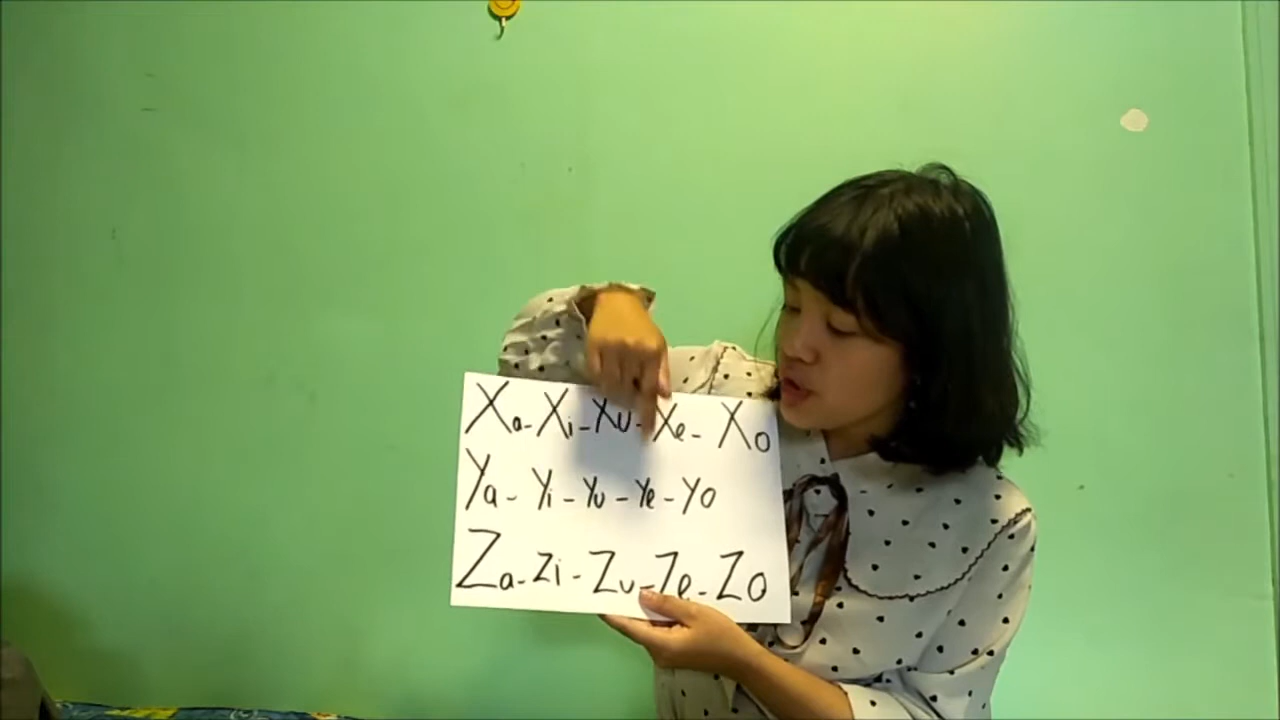 Xa - Xi - Xu - Xe - Xo
Ya - Yi - Yu - Ye - Yo
Za - Zi - Zu - Ze - Zo